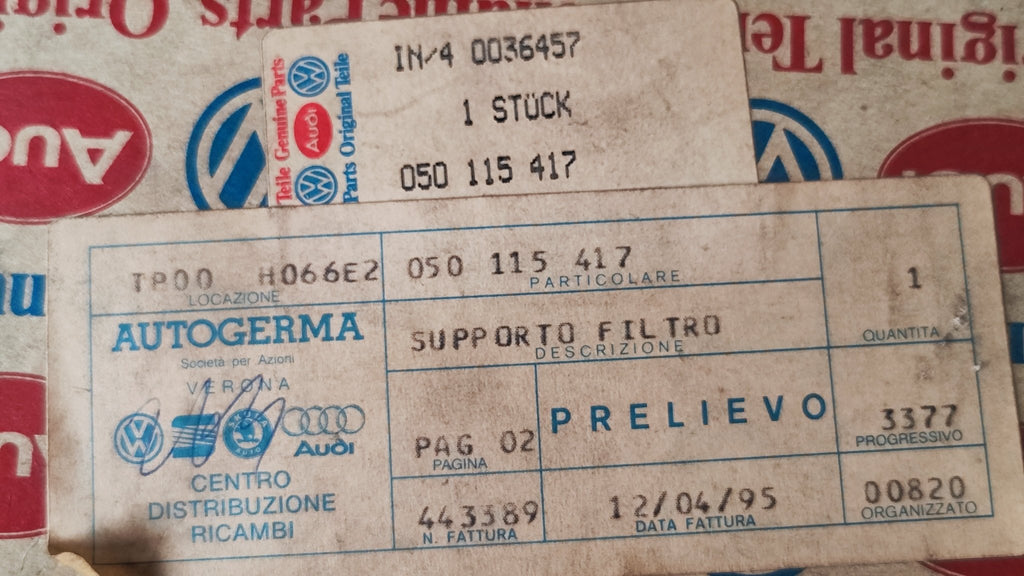 Teile Genuine Parts
Audi
Parts Original Teile
IN/4 0036457
1 STÜCK
050 115 417
Audi
TP00 H066E2
LOCAZIONE
050 115 417
PARTICOLARE
1
QUANTITA
AUTOGERMA
Società per Azioni
VERONA
Audi
CENTRO
DISTRIBUZIONE
RICAMBI
SUPPORTO FILTRO
DESCRIZIONE
PAG 02
PAGINA
PRELIEVO
3377
PROGRESSIVO
443389
N. FATTURA
12/04/95
DATA FATTURA
00820
ORGANIZZATO